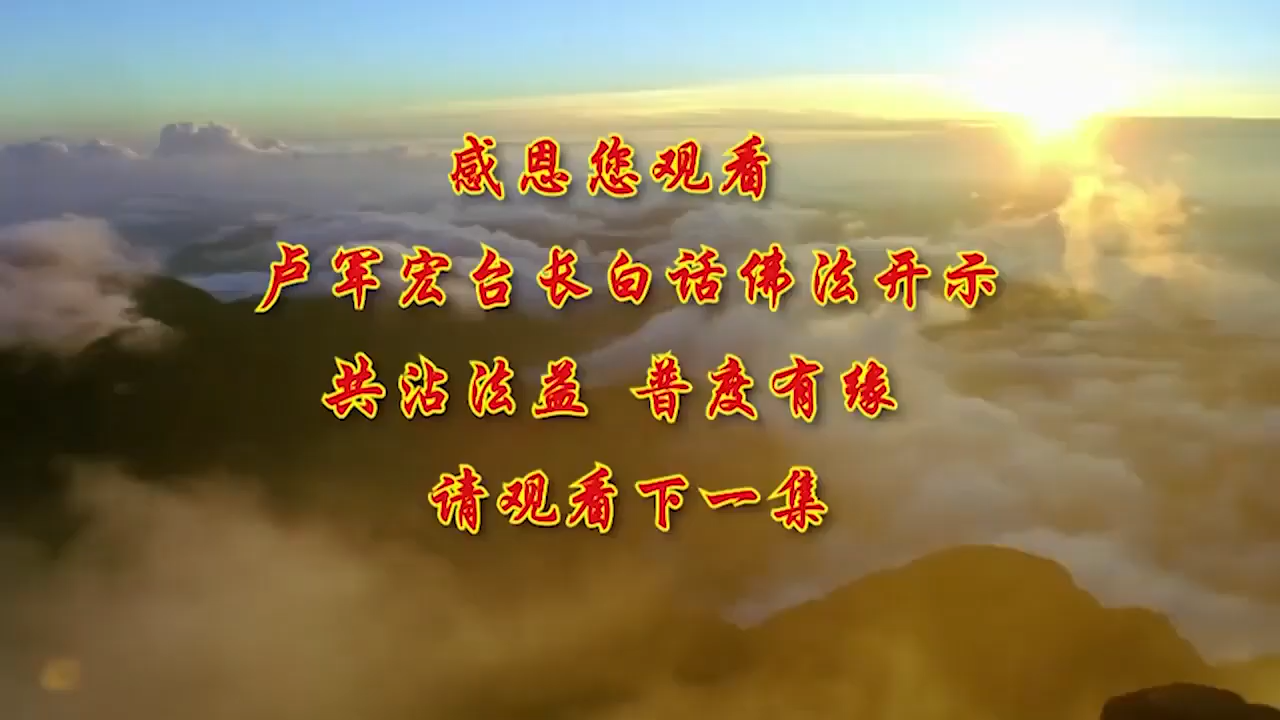 感恩您观看
卢军宏台长白话佛法开示
共沾法益 普度有缘
请观看下一集